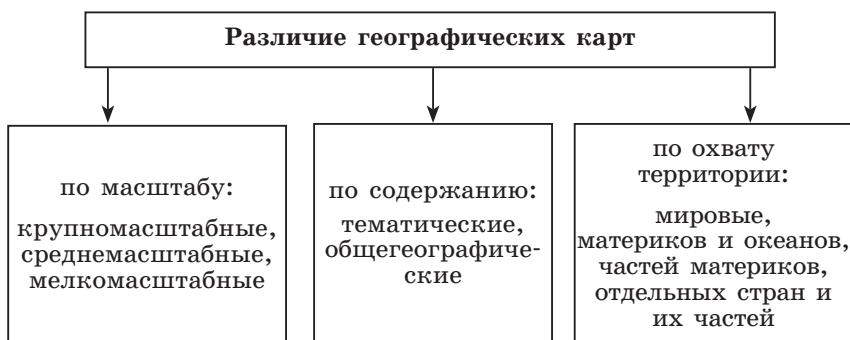 Различие географических карт
по масштабу:
крупномасштабные,
среднемасштабные,
мелкомасштабные
по содержанию:
тематические,
общегеографиче-
ские
по охвату
территории:
мировые,
материков и океанов,
частей материков,
отдельных стран и
их частей